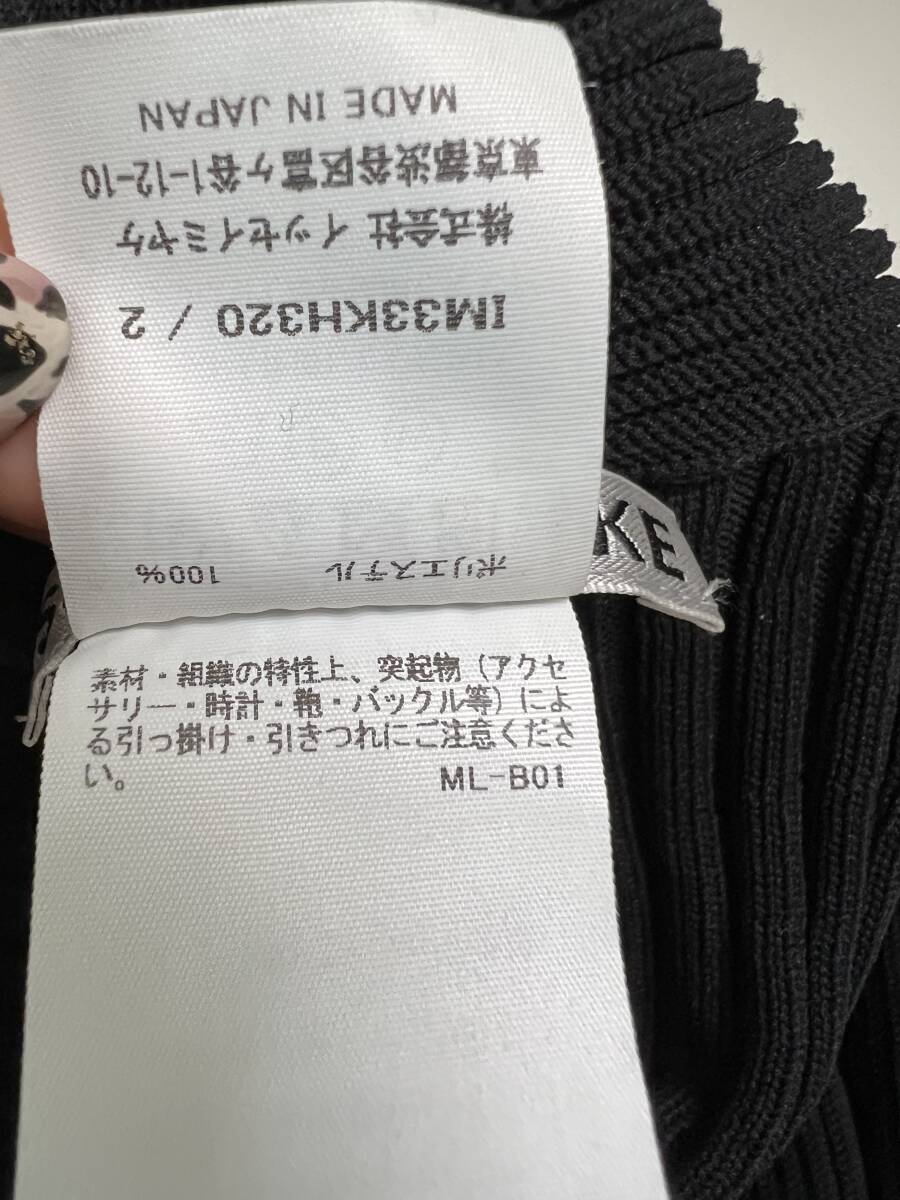 MADE IN JAPAN
東京都渋谷区富ヶ谷1-12-10
株式会社 イッセイミヤケ
IM33KH320 / 2
R
ポリエステル 100%
KE
素材・組織の特性上、突起物(アクセ
サリー・時計・鞄・バックル等)によ
る引っ掛け・引きつれにご注意くださ
い。 ML-B01